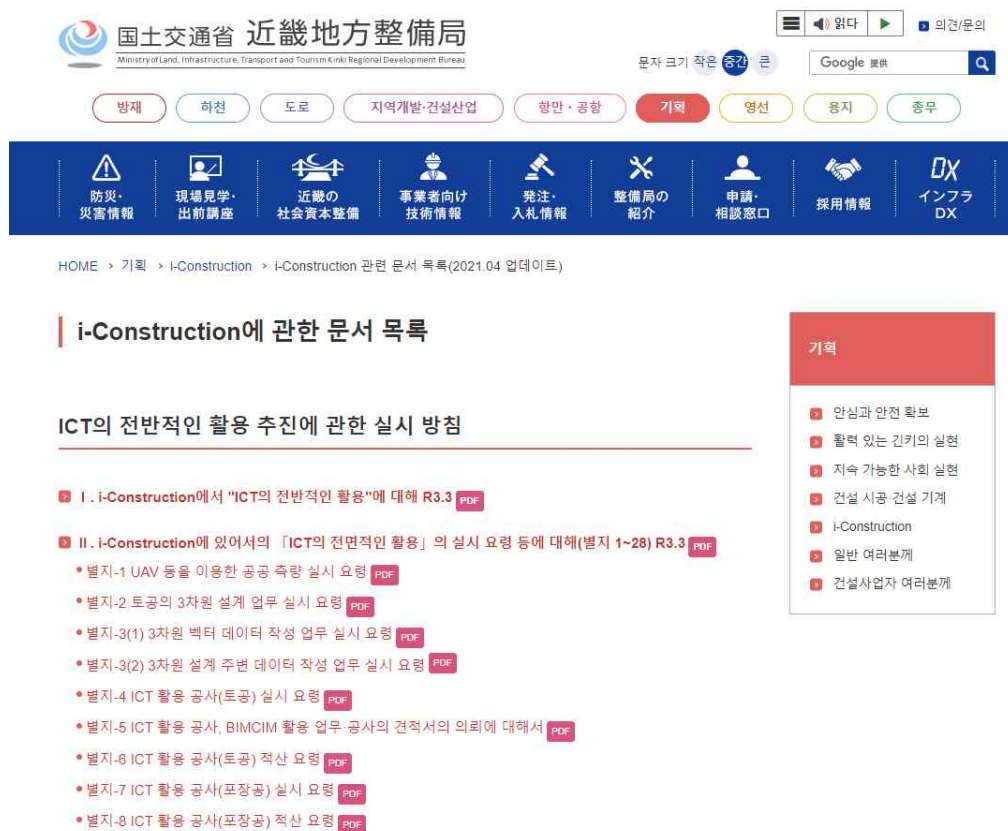 国土交通省 近畿地方整備局
Ministry of Land, Infrastructure, Transport and Tourism Kinki Regional Development Bureau
읽다
의견/문의
문자 크기 작은 중간 큰
Google 提供
방재 하천 도로 지역개발·건설산업 항만・공항 기획 영선 용지 총무
防災・災害情報
現場見学・出前講座
近畿の社会資本整備
事業者向け技術情報
発注・入札情報
整備局の紹介
申請・相談窓口
採用情報
DX インフラDX
HOME › 기획 › i-Construction › i-Construction 관련 문서 목록(2021.04 업데이트)
i-Construction에 관한 문서 목록
ICT의 전반적인 활용 추진에 관한 실시 방침
Ⅰ. i-Construction에서 "ICT의 전반적인 활용"에 대해 R3.3 PDF
II. i-Construction에 있어서의 「ICT의 전면적인 활용」의 실시 요령 등에 대해(별지 1~28) R3.3 PDF
•별지-1 UAV 등을 이용한 공공 측량 실시 요령 PDF
•별지-2 토공의 3차원 설계 업무 실시 요령 PDF
•별지-3(1) 3차원 벡터 데이터 작성 업무 실시 요령 PDF
•별지-3(2) 3차원 설계 주변 데이터 작성 업무 실시 요령 PDF
•별지-4 ICT 활용 공사(토공) 실시 요령 PDF
•별지-5 ICT 활용 공사, BIMCIM 활용 업무·공사의 견적서의 의뢰에 대해서 PDF
•별지-6 ICT 활용 공사(토공) 적산 요령 PDF
•별지-7 ICT 활용 공사(포장공) 실시 요령 PDF
•별지-8 ICT 활용 공사(포장공) 적산 요령 PDF
기획
안심과 안전 확보
활력 있는 긴키의 실현
지속 가능한 사회 실현
건설 시공·건설 기계
i-Construction
일반 여러분께
건설사업자 여러분께